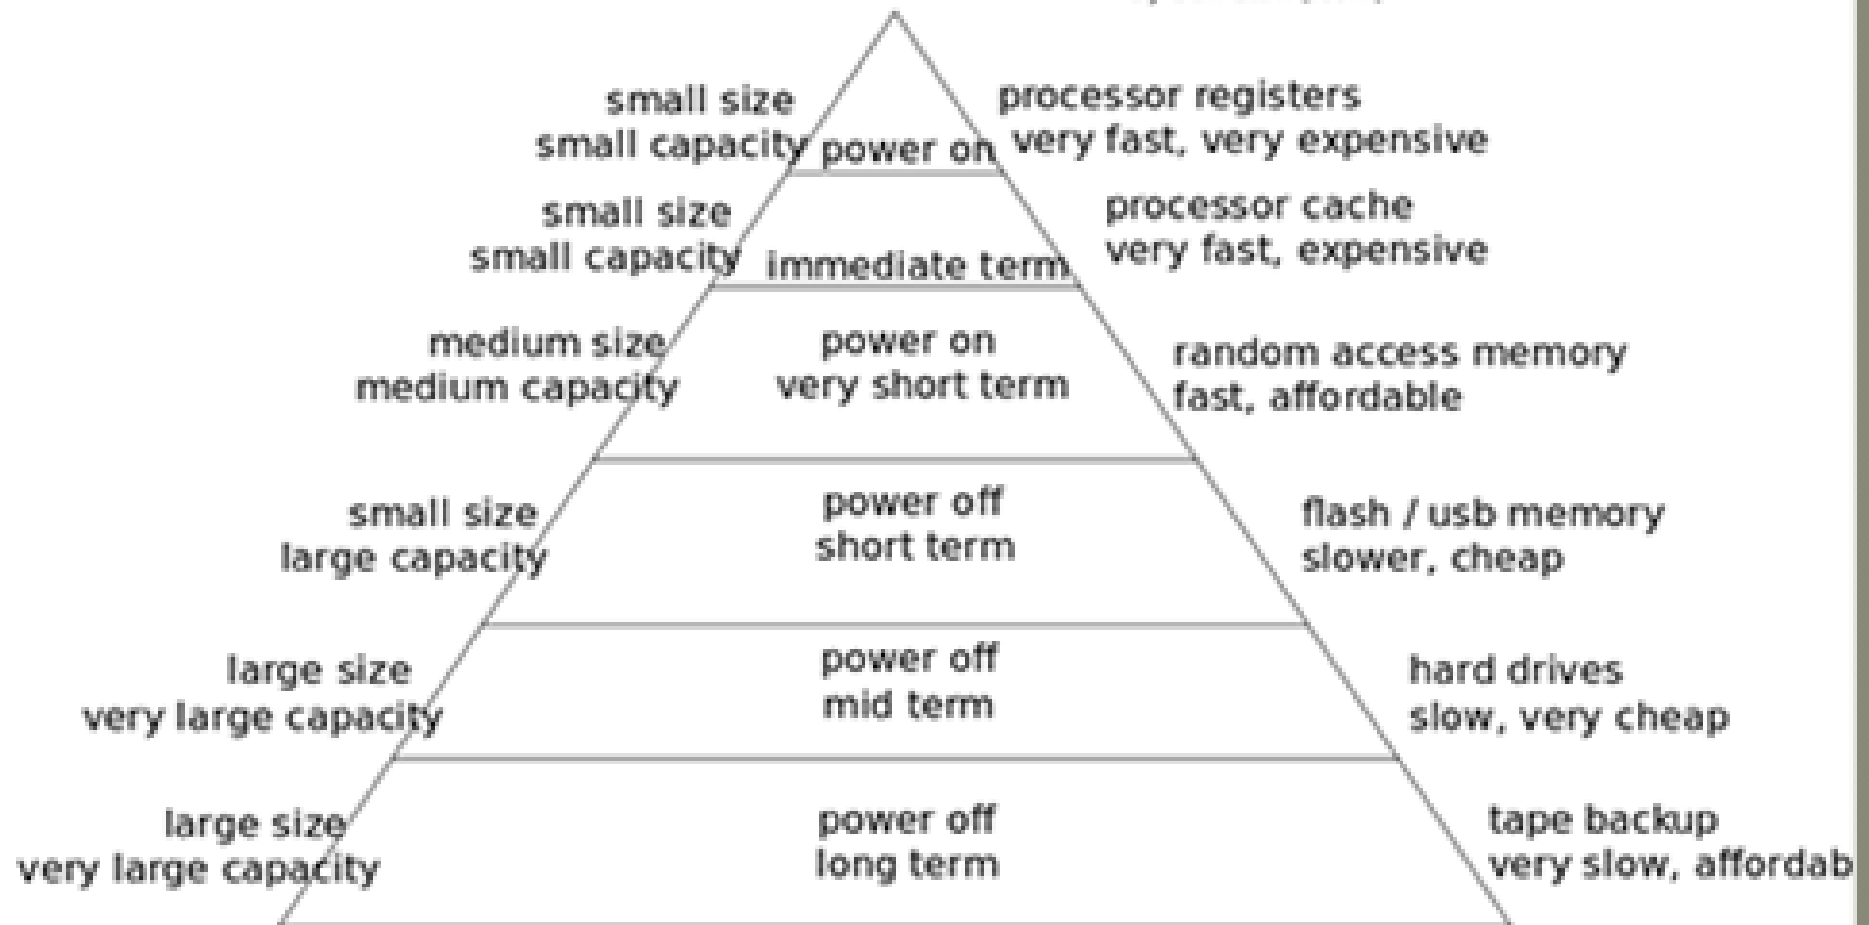 small size
small capacity
power on
processor registers
very fast, very expensive
small size
small capacity
immediate term
processor cache
very fast, expensive
medium size
medium capacity
power on
very short term
random access memory
fast, affordable
small size
large capacity
power off
short term
flash / usb memory
slower, cheap
large size
very large capacity
power off
mid term
hard drives
slow, very cheap
large size
very large capacity
power off
long term
tape backup
very slow, affordab